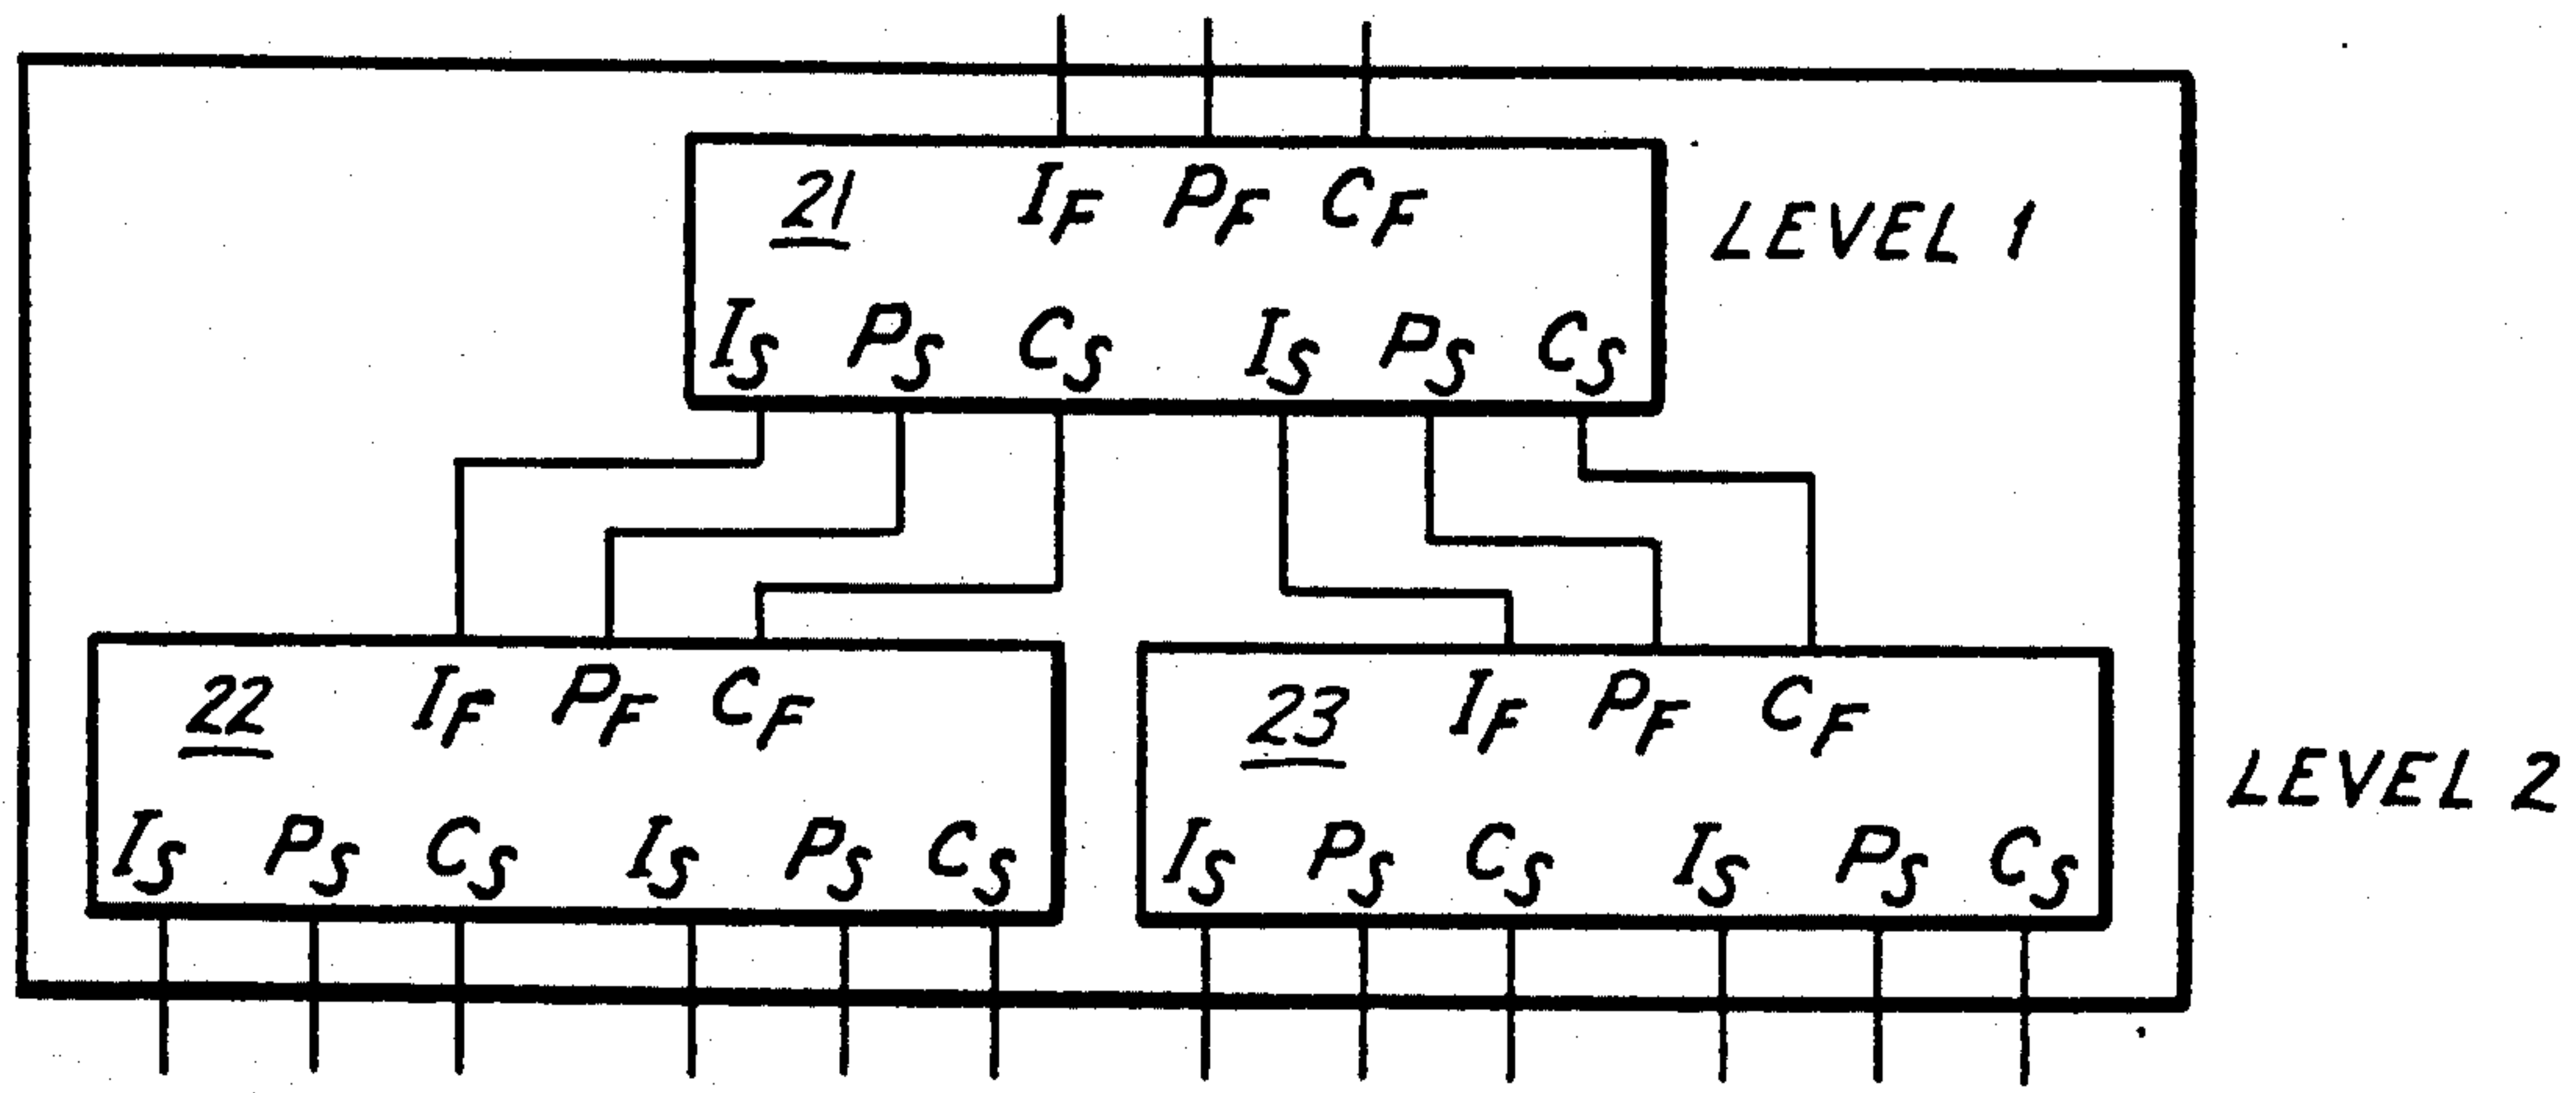 21 IF PF CF
LEVEL 1
IS PS CS IS PS CS
22 IF PF CF
23 IF PF CF
LEVEL 2
IS PS CS IS PS CS
IS PS CS IS PS CS